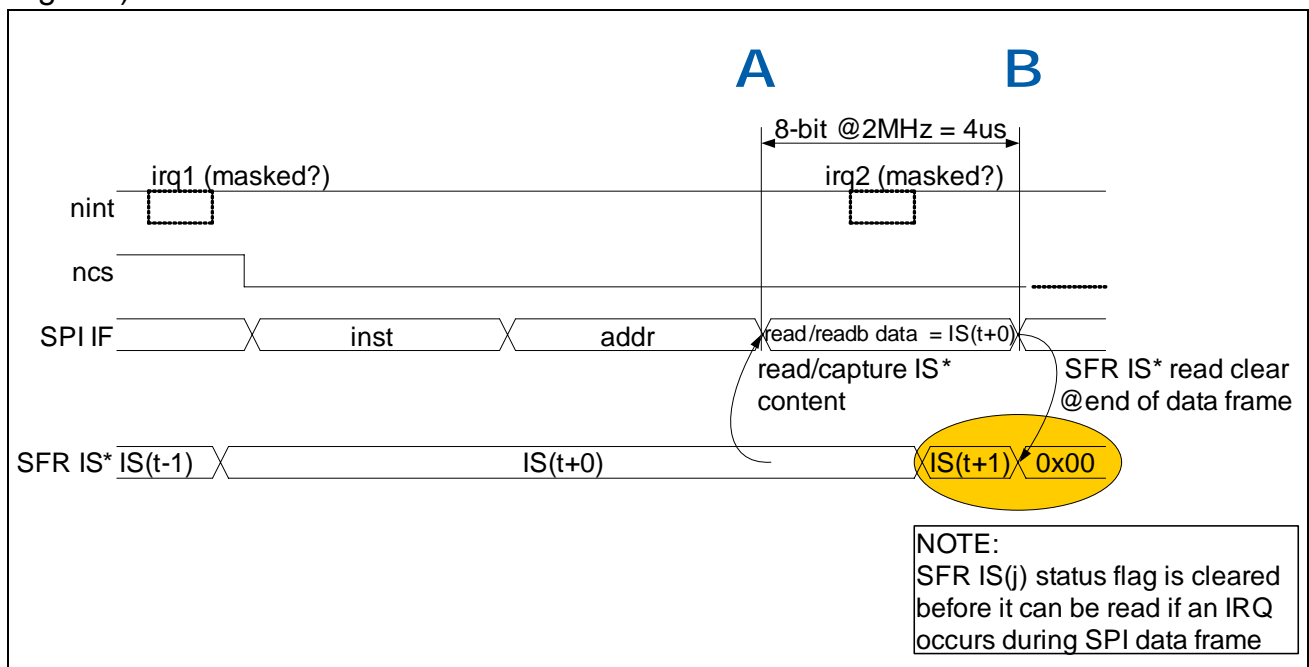 A B
8-bit @2MHz = 4us
irq1 (masked?) irq2 (masked?)
nint
ncs
SPI IF inst addr read/readb data = IS(t+0)
read/capture IS*
content
SFR IS* read clear
@end of data frame
SFR IS* IS(t-1) IS(t+0) IS(t+1) 0x00
NOTE:
SFR IS(j) status flag is cleared
before it can be read if an IRQ
occurs during SPI data frame